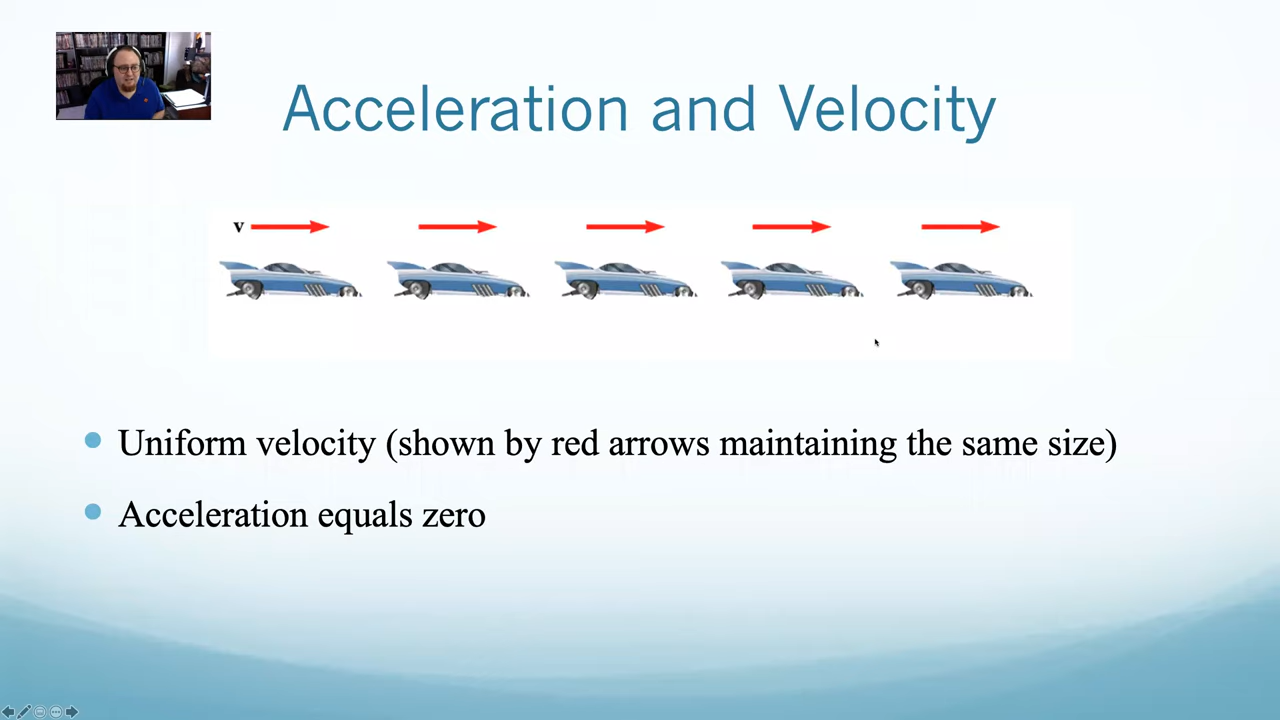 Acceleration and Velocity
v
Uniform velocity (shown by red arrows maintaining the same size)
Acceleration equals zero